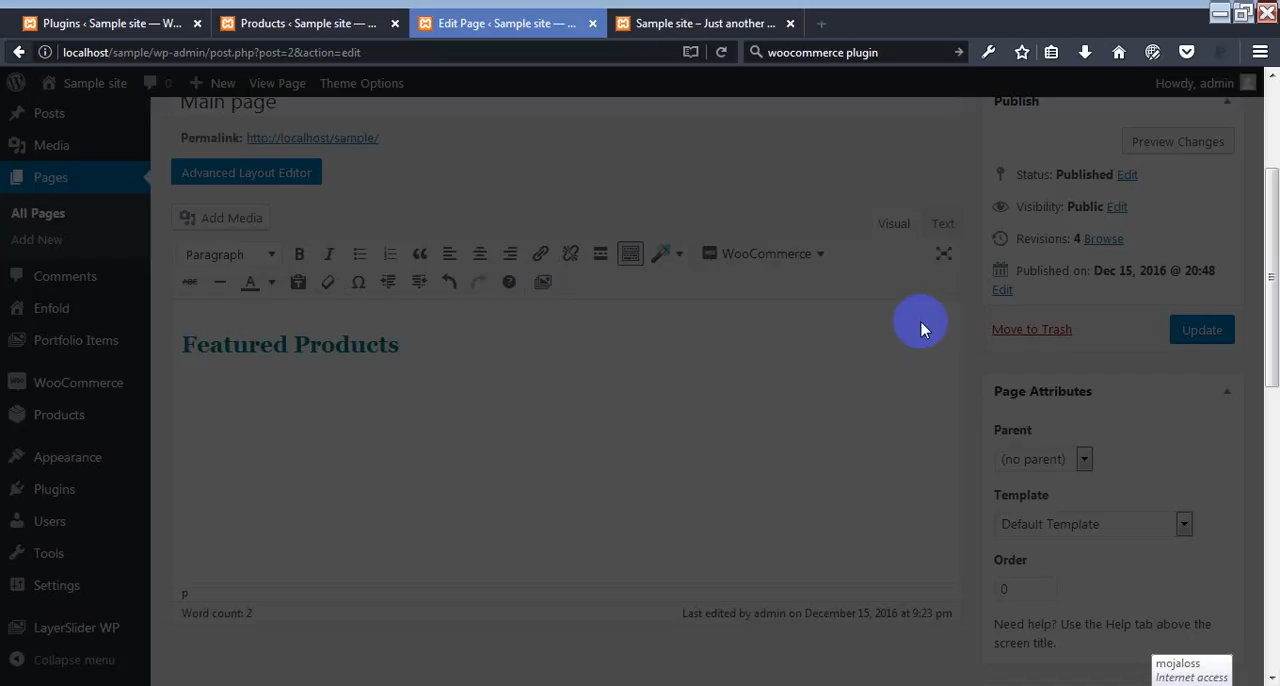 Plugins ‹ Sample site — W...
Products ‹ Sample site — ...
Edit Page ‹ Sample site — ...
Sample site – Just another ...
localhost/sample/wp-admin/post.php?post=2&action=edit
woocommerce plugin
Sample site
0
New
View Page
Theme Options
Howdy, admin
Posts
Media
Pages
All Pages
Add New
Comments
Enfold
Portfolio Items
WooCommerce
Products
Appearance
Plugins
Users
Tools
Settings
LayerSlider WP
Collapse menu
Main page
Permalink: http://localhost/sample/
Advanced Layout Editor
Add Media
Visual
Text
Paragraph
B
I
WooCommerce
ABC
A
Featured Products
p
Word count: 2
Last edited by admin on December 15, 2016 at 9:23 pm
Publish
Preview Changes
Status: Published Edit
Visibility: Public Edit
Revisions: 4 Browse
Published on: Dec 15, 2016 @ 20:48
Edit
Move to Trash
Update
Page Attributes
Parent
(no parent)
Template
Default Template
Order
0
Need help? Use the Help tab above the
screen title.
mojaloss
Internet access